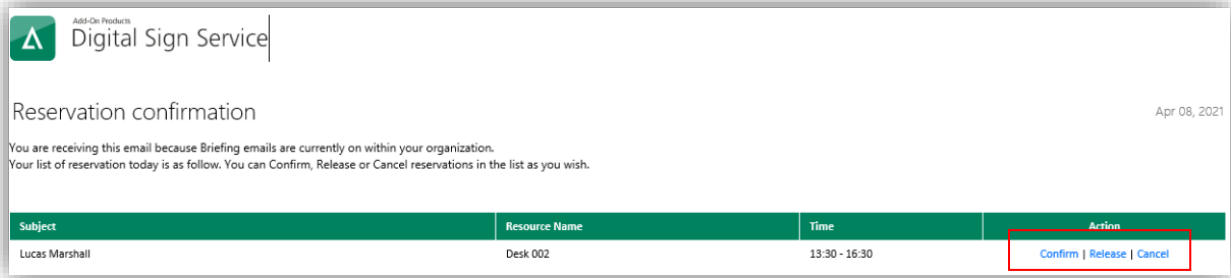 Add-On Products
Digital Sign Service
Reservation confirmation
Apr 08, 2021
You are receiving this email because Briefing emails are currently on within your organization.
Your list of reservation today is as follow. You can Confirm, Release or Cancel reservations in the list as you wish.
Subject Resource Name Time Action
Lucas Marshall Desk 002 13:30 - 16:30 Confirm | Release | Cancel